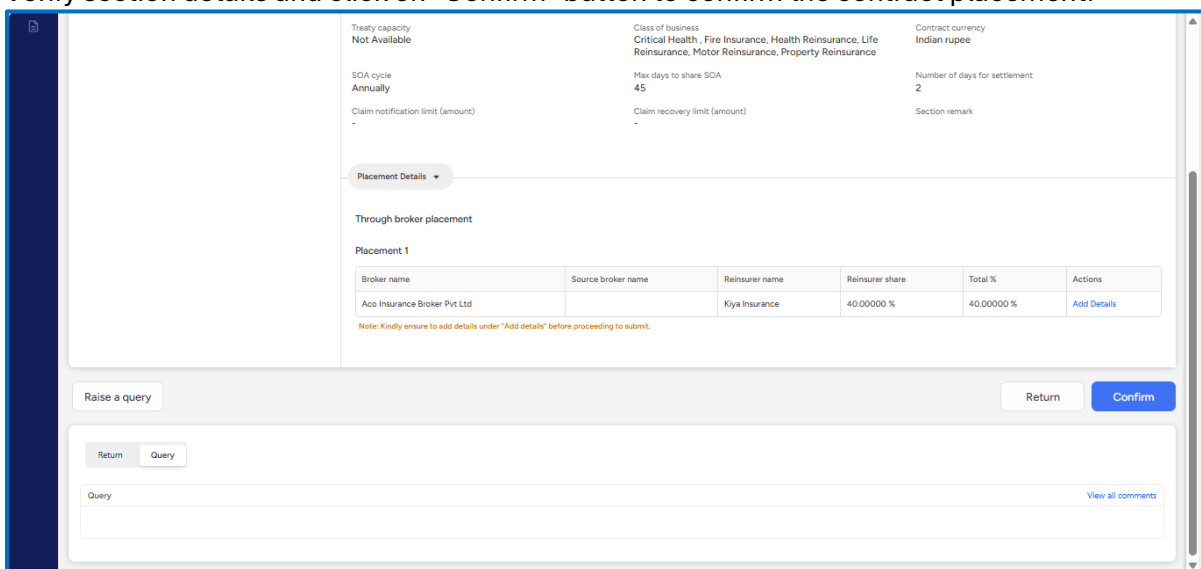 Verify section details and click on "Confirm" button to confirm the contract placement.
Treaty capacity
Not Available
Class of business
Critical Health , Fire Insurance, Health Reinsurance, Life
Reinsurance, Motor Reinsurance, Property Reinsurance
Contract currency
Indian rupee
SOA cycle
Annually
Max days to share SOA
45
Number of days for settlement
2
Claim notification limit (amount)
-
Claim recovery limit (amount)
-
Section remark
Placement Details
Through broker placement
Placement 1
Broker name Source broker name Reinsurer name Reinsurer share Total % Actions
Aco Insurance Broker Pvt Ltd Kiya Insurance 40.00000 % 40.00000 % Add Details
Note: Kindly ensure to add details under "Add details" before proceeding to submit.
Raise a query Return Confirm
Return Query
Query View all comments